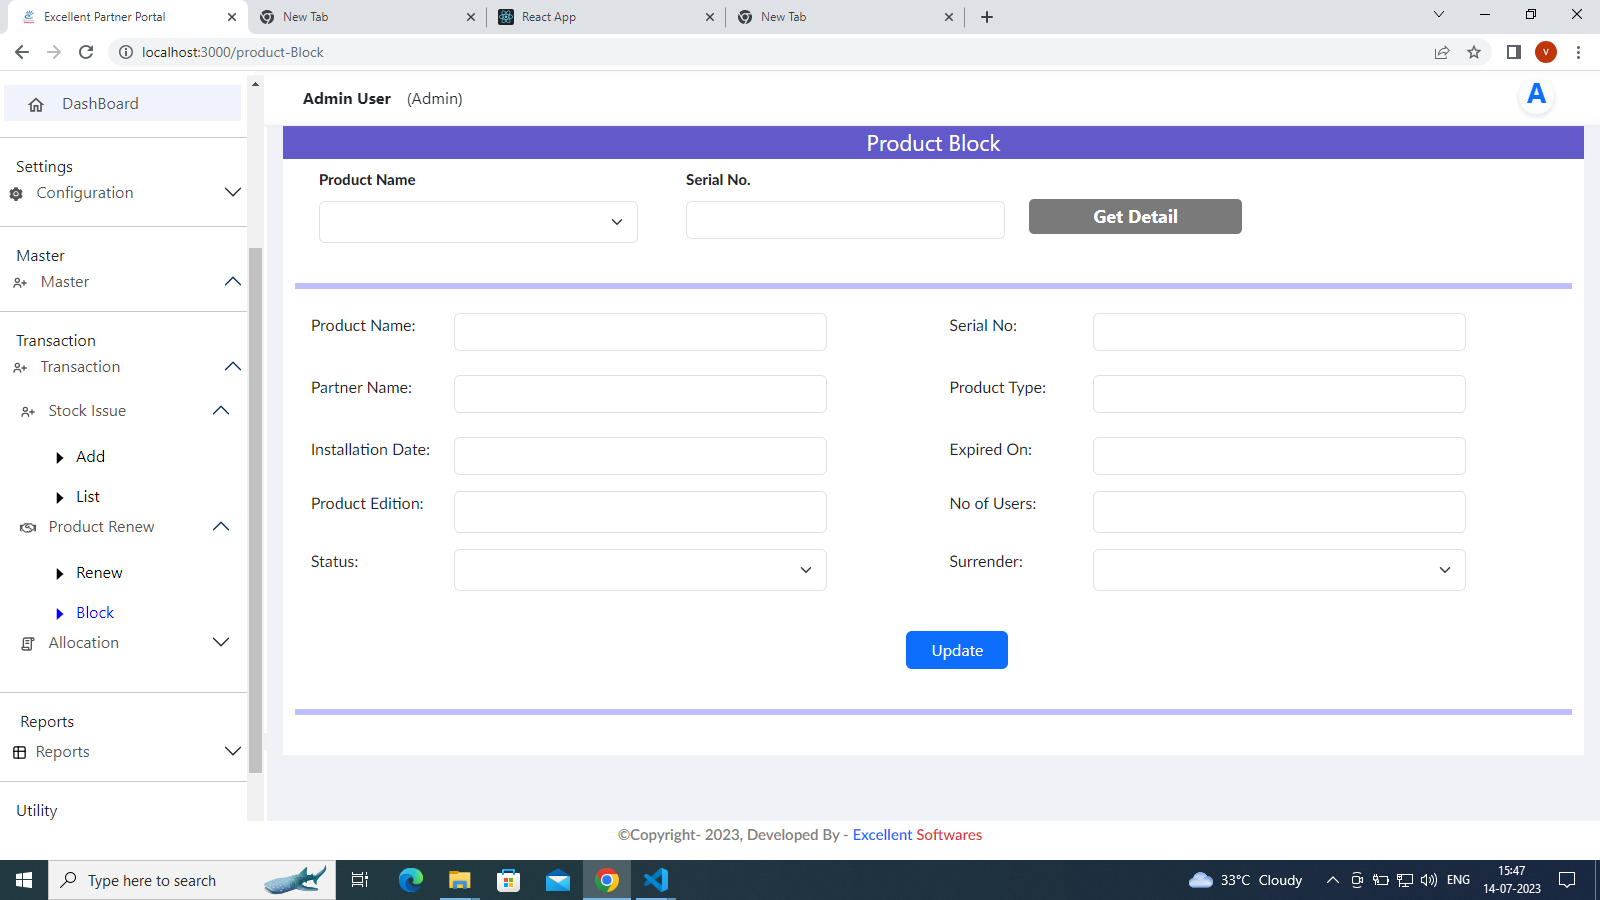 Excellent Partner Portal
New Tab
React App
New Tab
localhost:3000/product-Block
V
DashBoard
Settings
Configuration
Master
Master
Transaction
Transaction
Stock Issue
Add
List
Product Renew
Renew
Block
Allocation
Reports
Reports
Utility
Admin User (Admin)
A
Product Block
Product Name
Serial No.
Get Detail
Product Name:
Serial No:
Partner Name:
Product Type:
Installation Date:
Expired On:
Product Edition:
No of Users:
Status:
Surrender:
Update
©Copyright- 2023, Developed By - Excellent Softwares
Type here to search
33°C Cloudy
ENG
15:47
14-07-2023